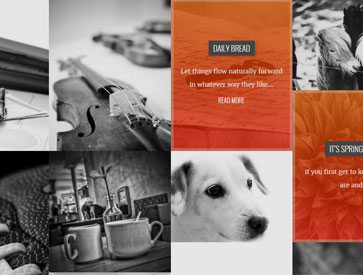 DAILY BREAD
Let things flow naturally forward
in whatever way they like...
READ MORE
IT'S SPRING
if you first get to k
are and